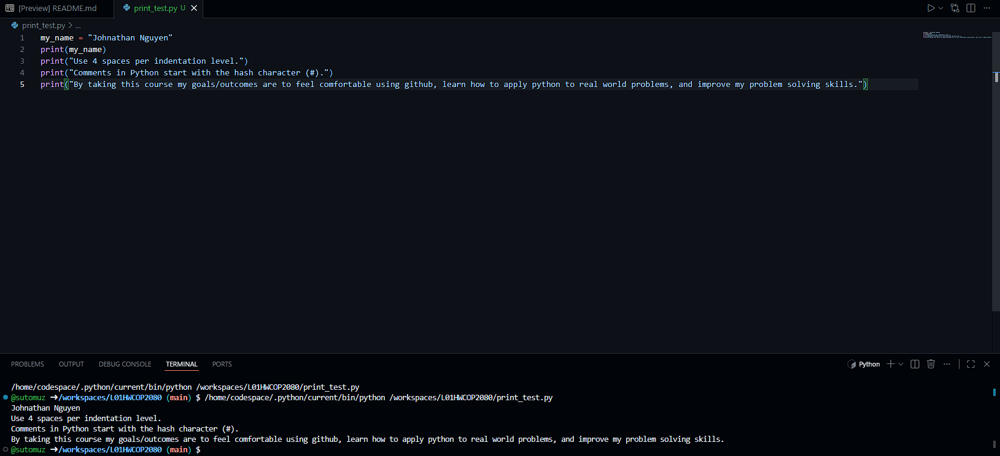 [Preview] README.md
print_test.py U
print_test.py > ...
1 my_name = "Johnathan Nguyen"
2 print(my_name)
3 print("Use 4 spaces per indentation level.")
4 print("Comments in Python start with the hash character (#).")
5 print("By taking this course my goals/outcomes are to feel comfortable using github, learn how to apply python to real world problems, and improve my problem solving skills.")
PROBLEMS OUTPUT DEBUG CONSOLE TERMINAL PORTS
Python
/home/codespace/.python/current/bin/python /workspaces/L01HWCOP2080/print_test.py
@sutomuz ➜/workspaces/L01HWCOP2080 (main) $ /home/codespace/.python/current/bin/python /workspaces/L01HWCOP2080/print_test.py
Johnathan Nguyen
Use 4 spaces per indentation level.
Comments in Python start with the hash character (#).
By taking this course my goals/outcomes are to feel comfortable using github, learn how to apply python to real world problems, and improve my problem solving skills.
@sutomuz ➜/workspaces/L01HWCOP2080 (main) $